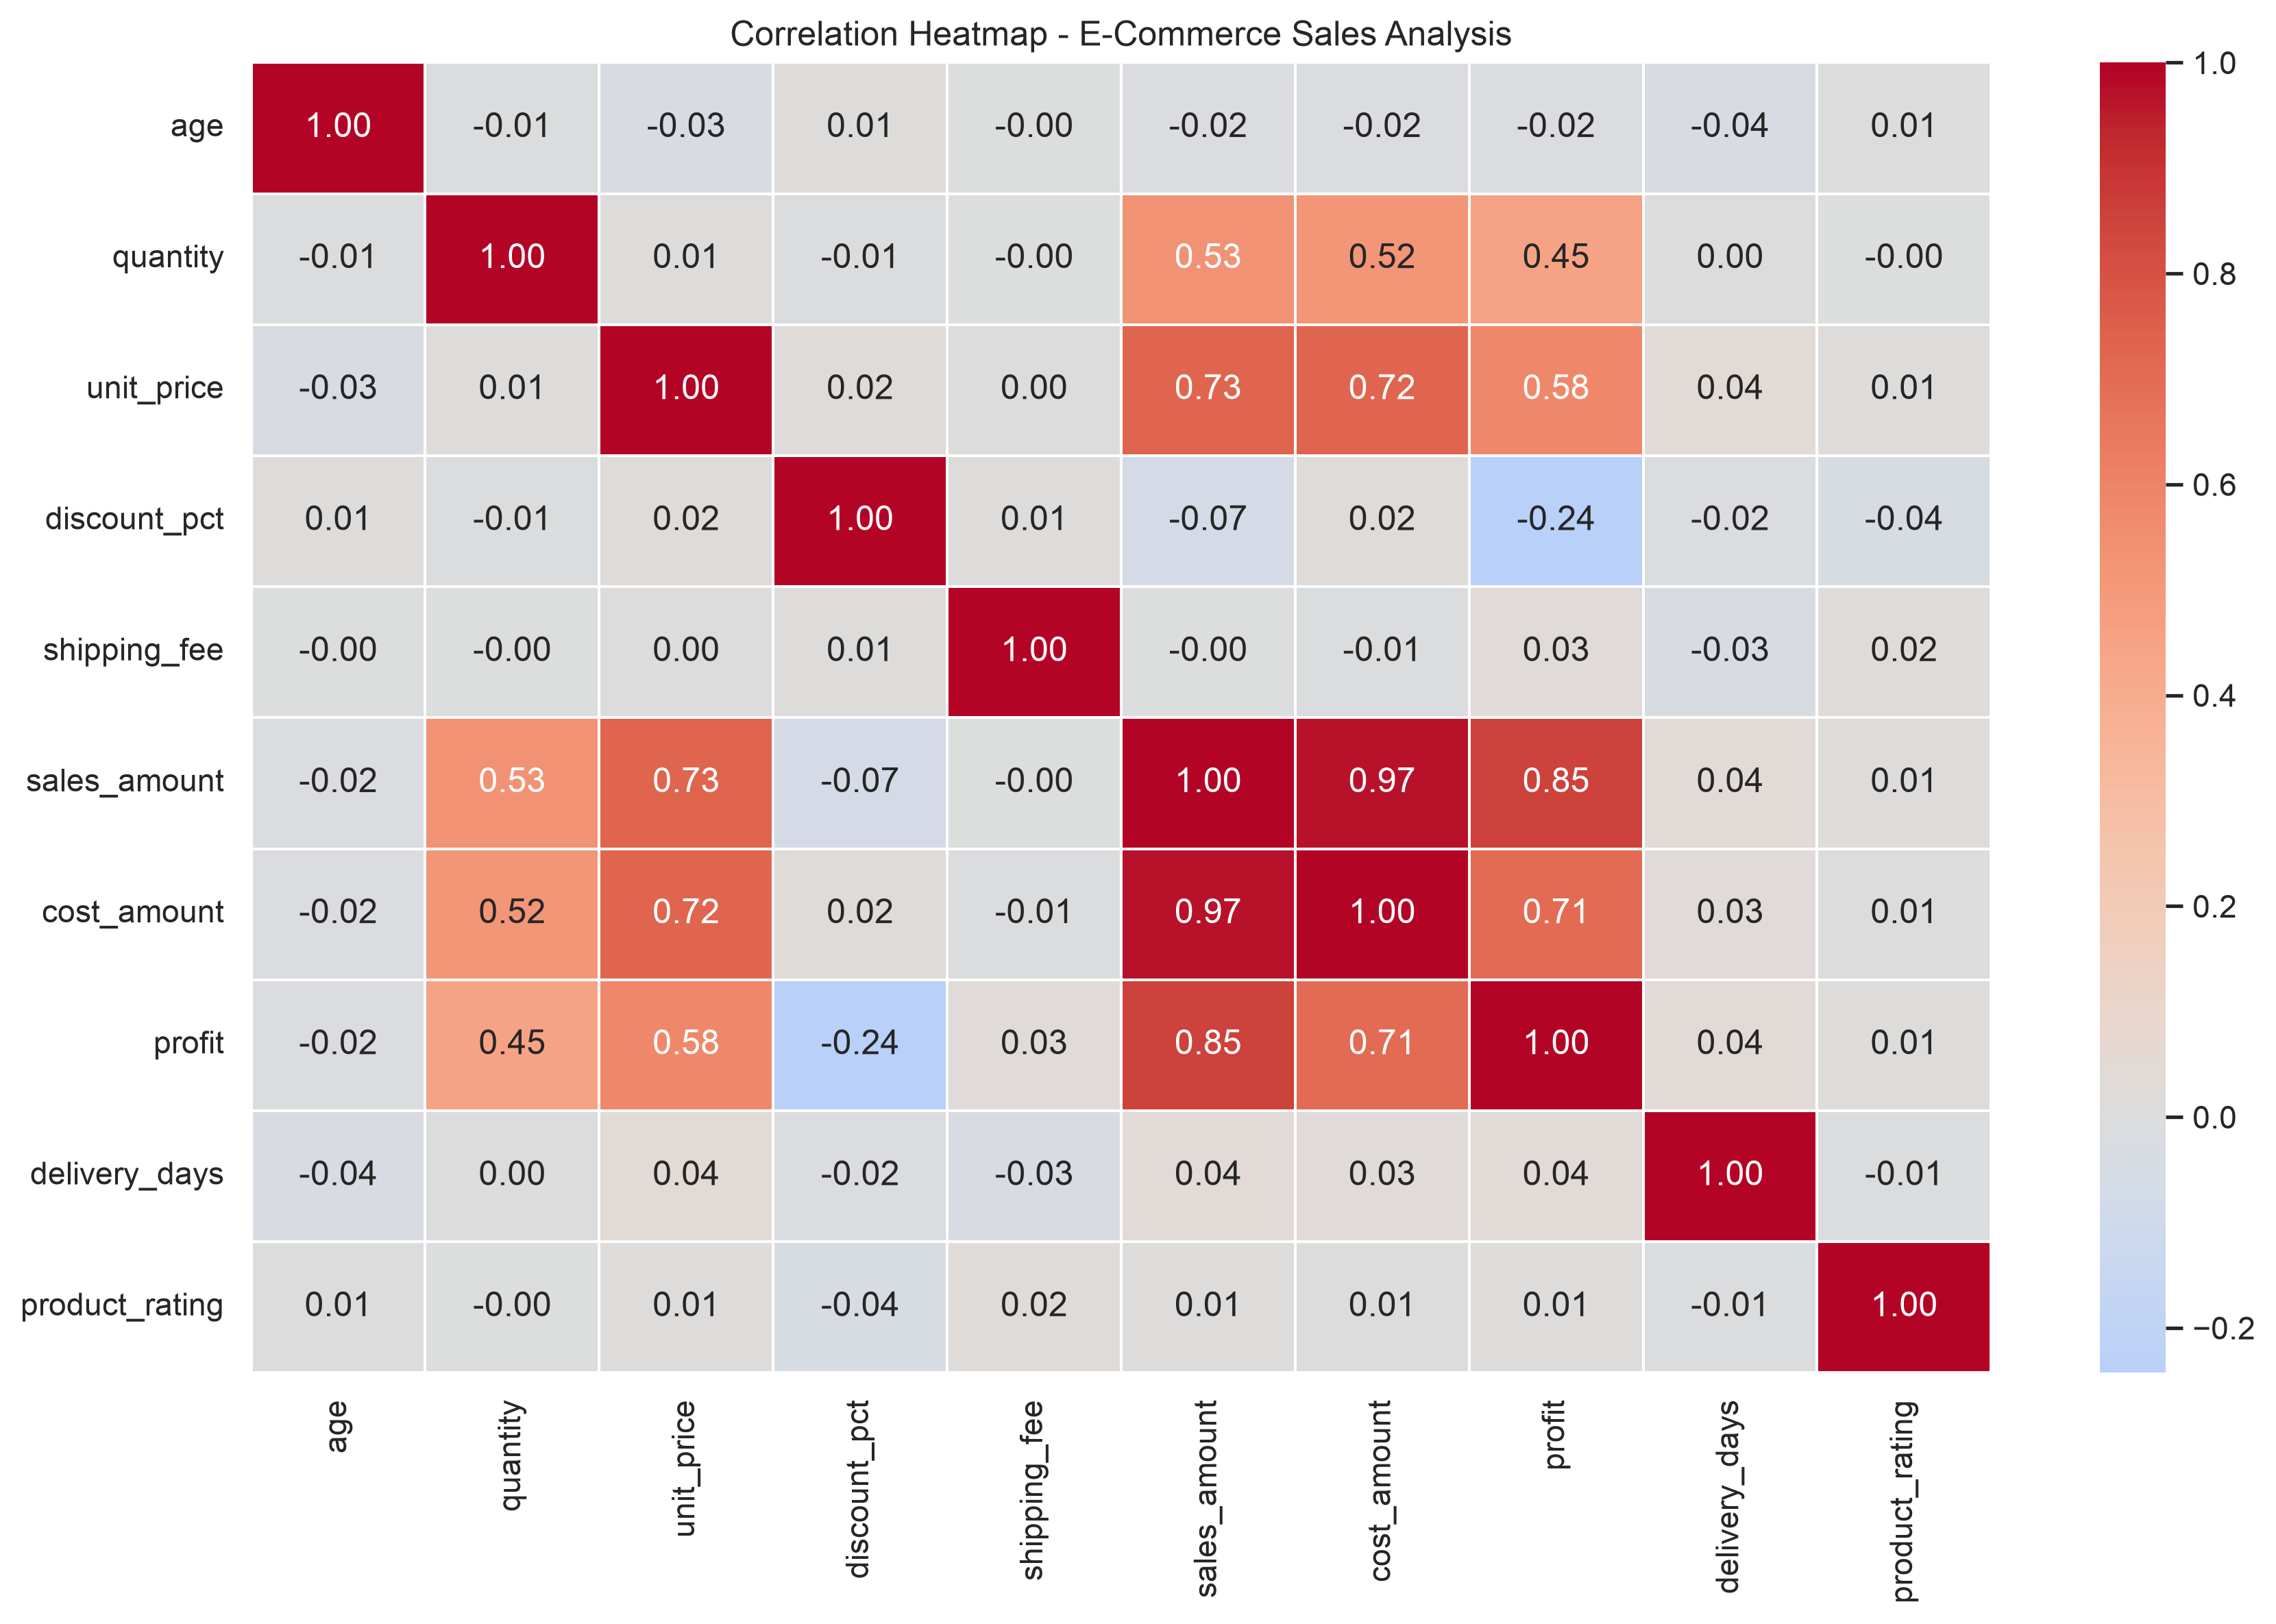 Correlation Heatmap - E-Commerce Sales Analysis
age 1.00 -0.01 -0.03 0.01 -0.00 -0.02 -0.02 -0.02 -0.04 0.01
quantity -0.01 1.00 0.01 -0.01 -0.00 0.53 0.52 0.45 0.00 -0.00
unit_price -0.03 0.01 1.00 0.02 0.00 0.73 0.72 0.58 0.04 0.01
discount_pct 0.01 -0.01 0.02 1.00 0.01 -0.07 0.02 -0.24 -0.02 -0.04
shipping_fee -0.00 -0.00 0.00 0.01 1.00 -0.00 -0.01 0.03 -0.03 0.02
sales_amount -0.02 0.53 0.73 -0.07 -0.00 1.00 0.97 0.85 0.04 0.01
cost_amount -0.02 0.52 0.72 0.02 -0.01 0.97 1.00 0.71 0.03 0.01
profit -0.02 0.45 0.58 -0.24 0.03 0.85 0.71 1.00 0.04 0.01
delivery_days -0.04 0.00 0.04 -0.02 -0.03 0.04 0.03 0.04 1.00 -0.01
product_rating 0.01 -0.00 0.01 -0.04 0.02 0.01 0.01 0.01 -0.01 1.00
age
quantity
unit_price
discount_pct
shipping_fee
sales_amount
cost_amount
profit
delivery_days
product_rating
1.0
0.8
0.6
0.4
0.2
0.0
−0.2